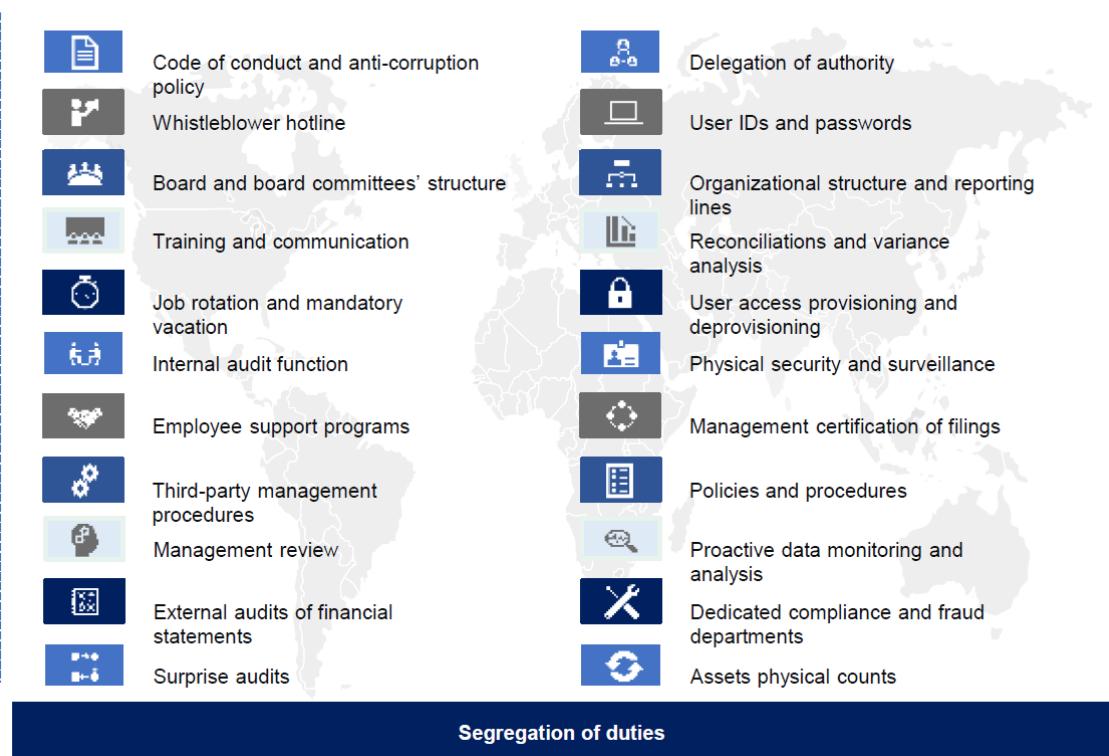 Code of conduct and anti-corruption
policy
Whistleblower hotline
Board and board committees’ structure
Training and communication
Job rotation and mandatory
vacation
Internal audit function
Employee support programs
Third-party management
procedures
Management review
External audits of financial
statements
Surprise audits
Delegation of authority
User IDs and passwords
Organizational structure and reporting
lines
Reconciliations and variance
analysis
User access provisioning and
deprovisioning
Physical security and surveillance
Management certification of filings
Policies and procedures
Proactive data monitoring and
analysis
Dedicated compliance and fraud
departments
Assets physical counts
Segregation of duties